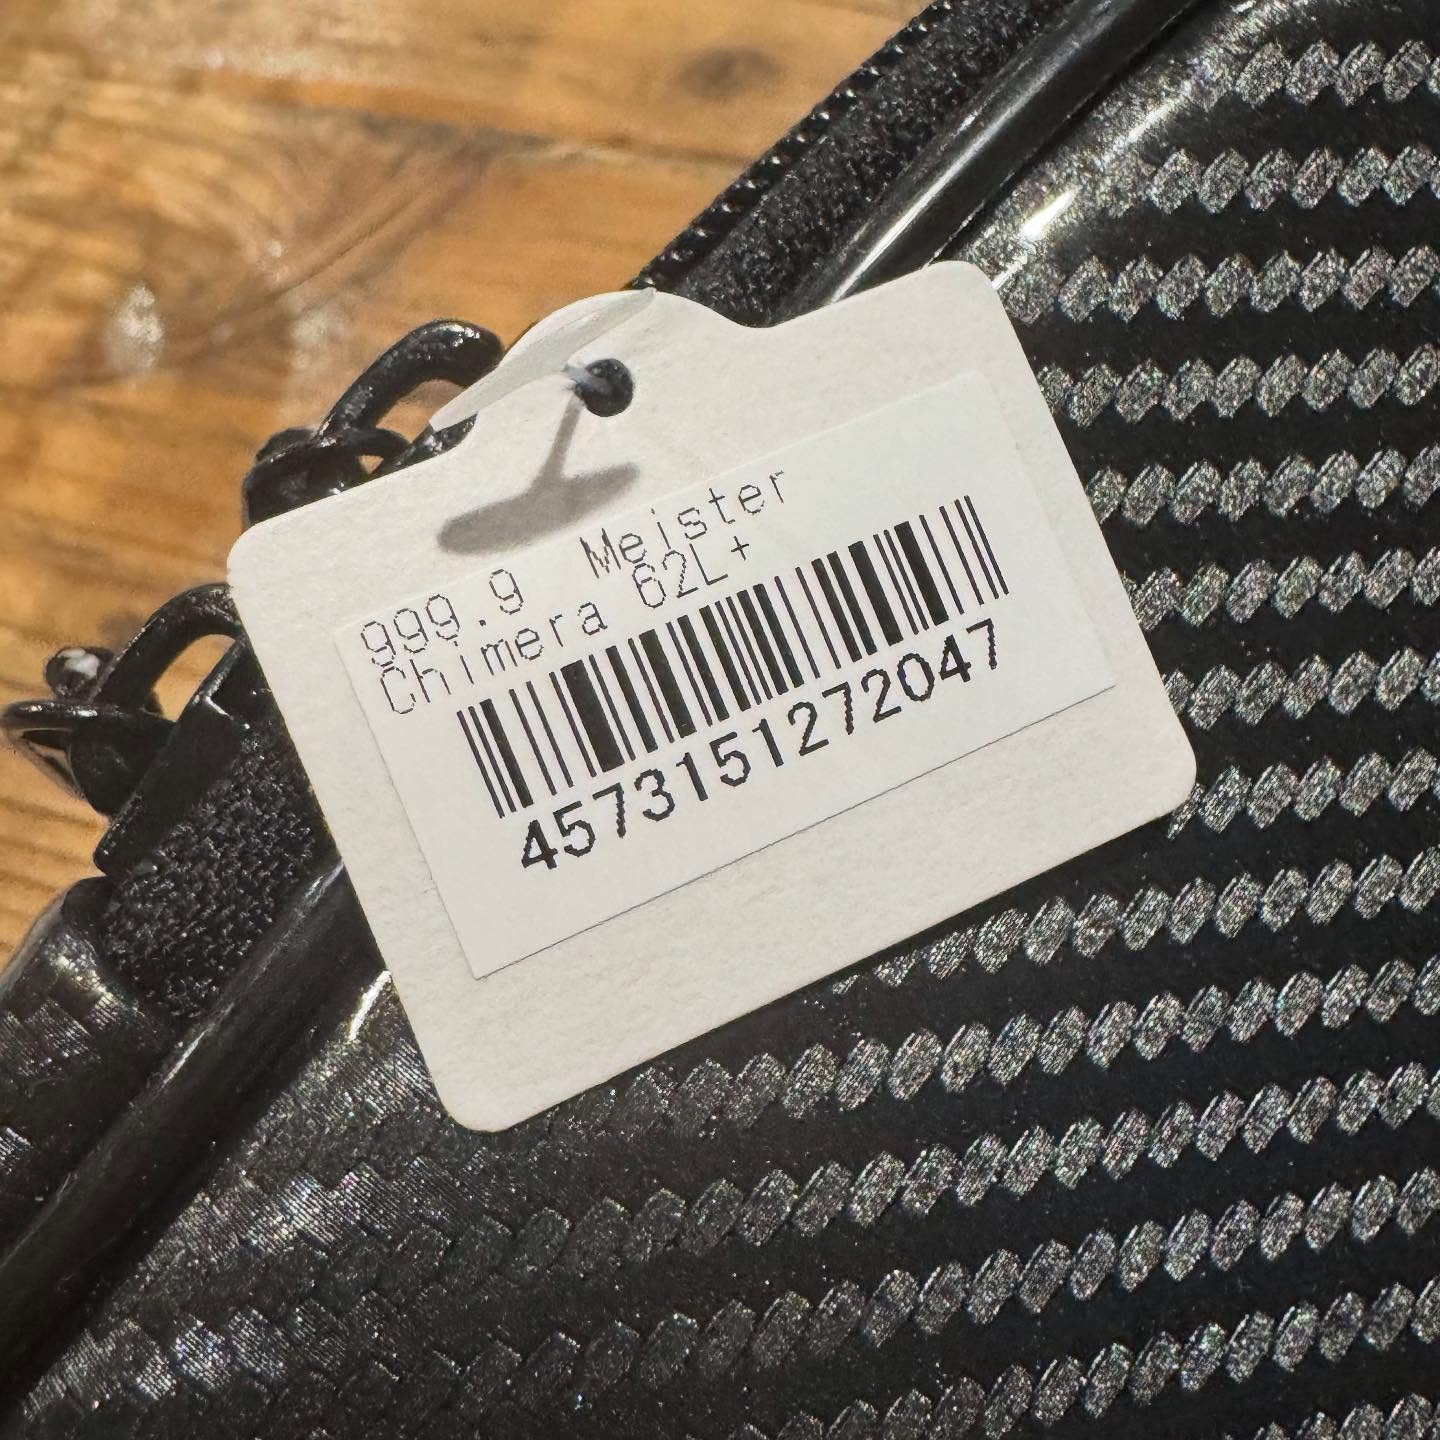 999.9 Meister
Chimera 62L+
4573151272047